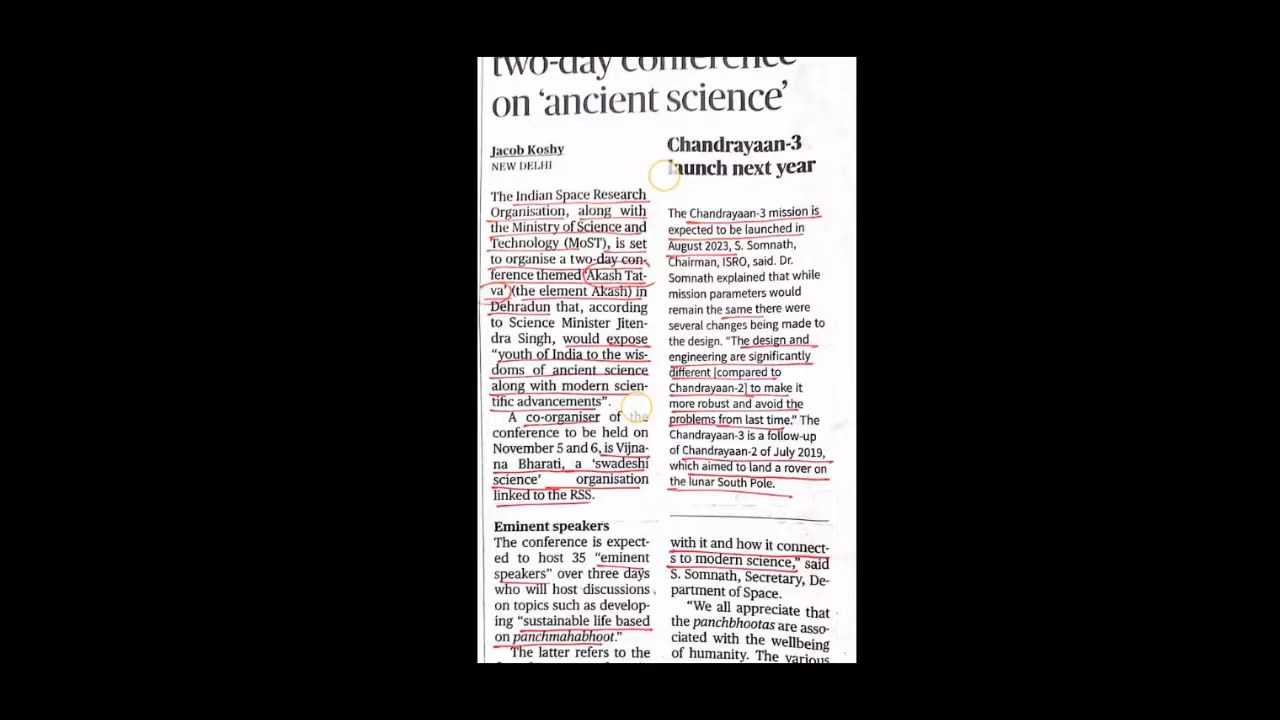 two-day conference
on ‘ancient science’
Jacob Koshy
NEW DELHI
The Indian Space Research
Organisation, along with
the Ministry of Science and
Technology (MoST), is set
to organise a two-day con-
ference themed ‘Akash Tat-
va’ (the element Akash) in
Dehradun that, according
to Science Minister Jiten-
dra Singh, would expose
“youth of India to the wis-
doms of ancient science
along with modern scien-
tific advancements”.
A co-organiser of the
conference to be held on
November 5 and 6, is Vijna-
na Bharati, a ‘swadeshi
science’ organisation
linked to the RSS.
Eminent speakers
The conference is expect-
ed to host 35 “eminent
speakers” over three days
who will host discussions
on topics such as develop-
ing “sustainable life based
on panchmahabhoot.”
The latter refers to the
Chandrayaan-3
launch next year
The Chandrayaan-3 mission is
expected to be launched in
August 2023, S. Somnath,
Chairman, ISRO, said. Dr.
Somnath explained that while
mission parameters would
remain the same there were
several changes being made to
the design. “The design and
engineering are significantly
different [compared to
Chandrayaan-2] to make it
more robust and avoid the
problems from last time.” The
Chandrayaan-3 is a follow-up
of Chandrayaan-2 of July 2019,
which aimed to land a rover on
the lunar South Pole.
with it and how it connect-
s to modern science,” said
S. Somnath, Secretary, De-
partment of Space.
“We all appreciate that
the panchbhootas are asso-
ciated with the wellbeing
of humanity. The various